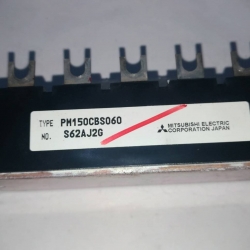 TYPE PM150CBS060
NO. S62AJ2G
MITSUBISHI ELECTRIC
CORPORATION JAPAN